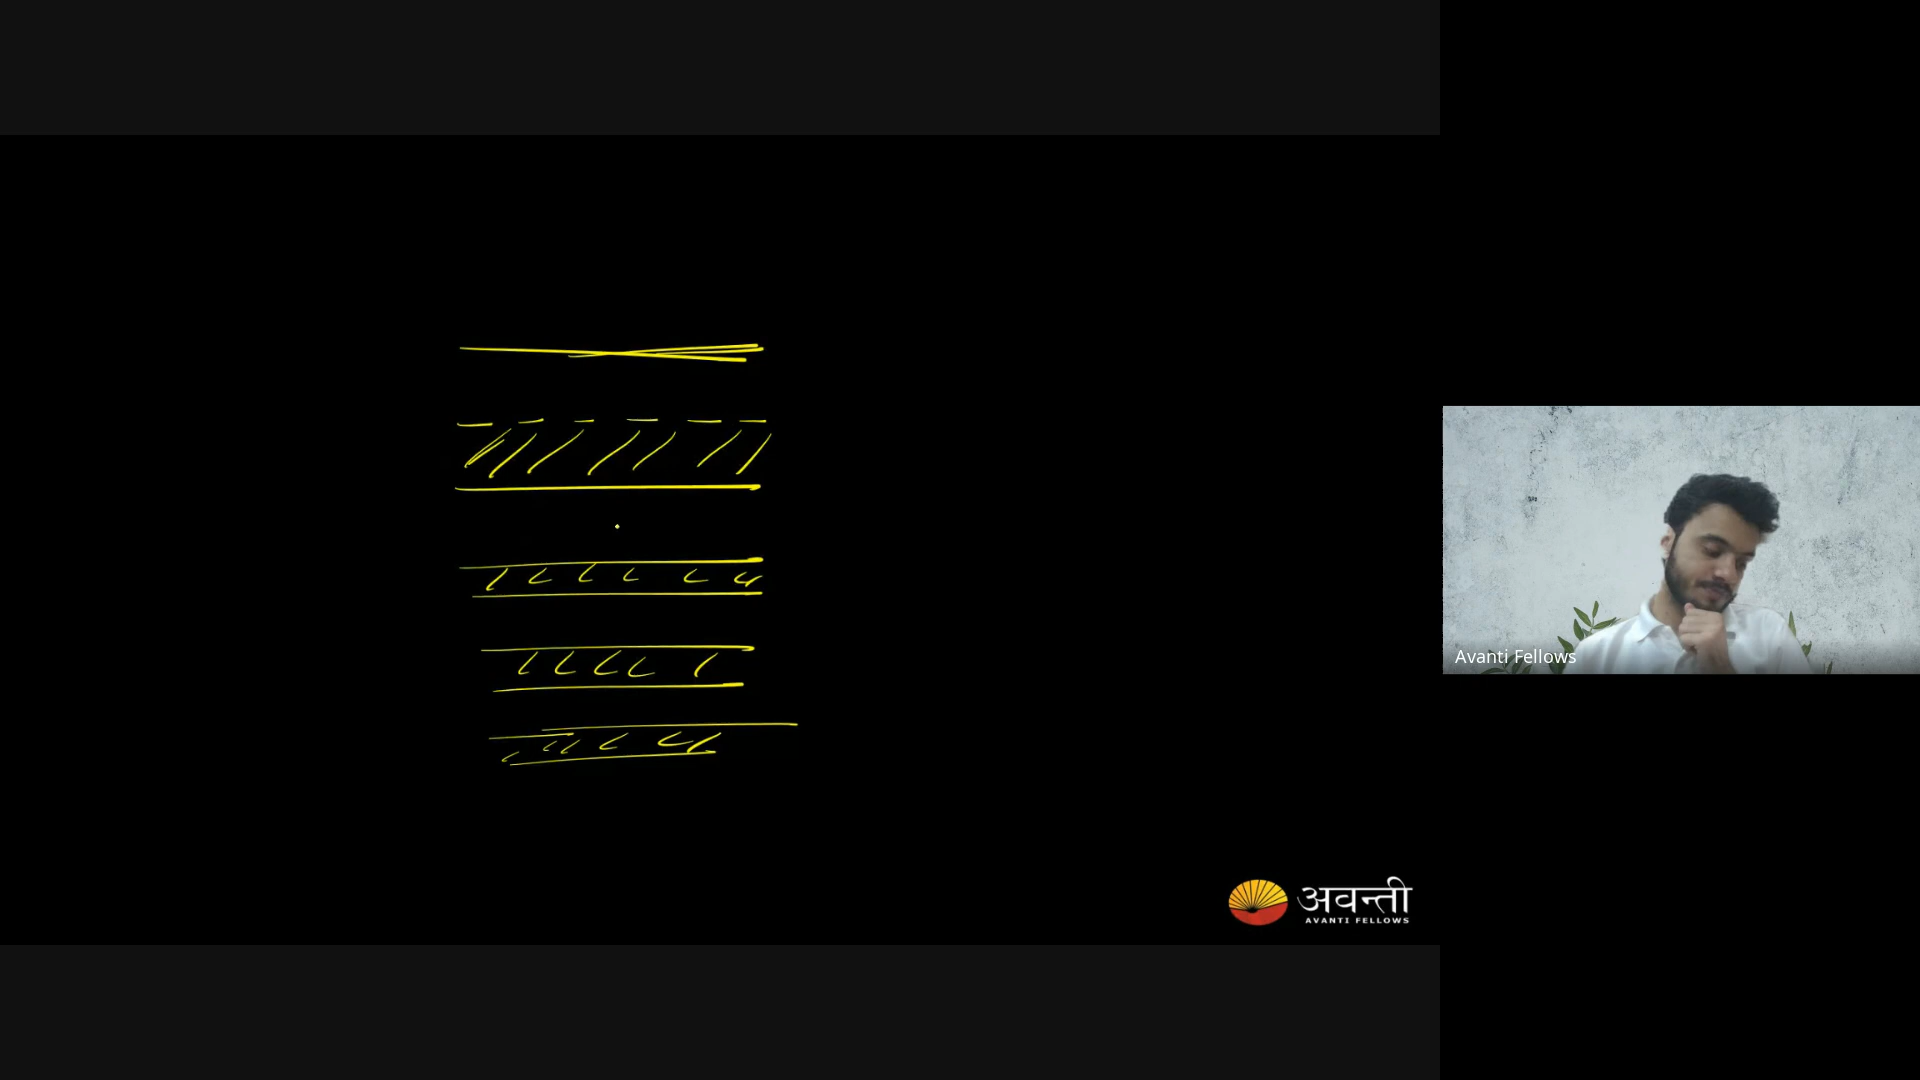 Avanti Fellows
अवन्ती
AVANTI FELLOWS